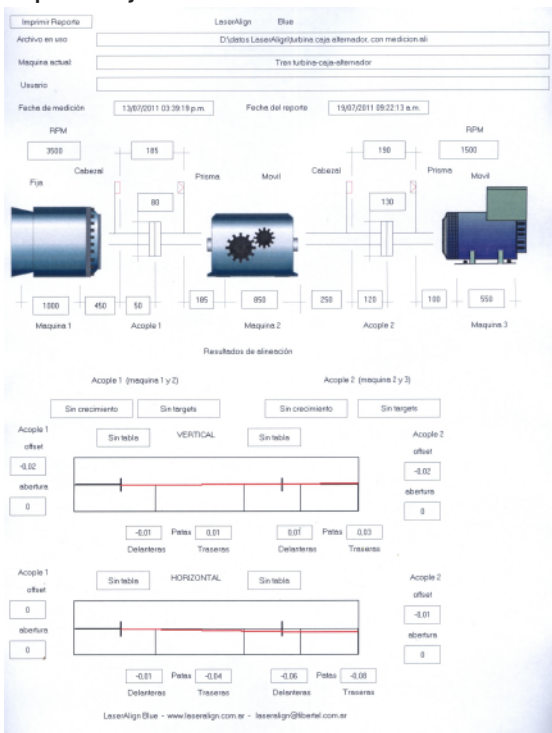 Imprimir Reporte LaserAlign Blue
Archivo en uso D:\datos LaserAlign\turbina caja alternador, con medicion.ali
Maquina actual: Tren turbina-caja-alternador
Usuario
Fecha de medición 13/07/2011 03:39:19 p.m. Fecha del reporte 19/07/2011 09:22:13 a.m.
RPM RPM
3500 185 190 1500
Cabezal Prisma Movil Cabezal Prisma Movil
Fija
80 130
1000 450 50 185 850 250 120 100 550
Maquina 1 Acople 1 Maquina 2 Acople 2 Maquina 3
Resultados de alineación
Acople 1 (maquina 1 y 2) Acople 2 (maquina 2 y 3)
Sin crecimiento Sin targets Sin crecimiento Sin targets
Acople 1 Sin tabla VERTICAL Sin tabla Acople 2
offset offset
-0,02 -0,02
abertura abertura
0 0
-0,01 Patas 0,01 0,01 Patas 0,03
Delanteras Traseras Delanteras Traseras
Acople 1 Sin tabla HORIZONTAL Sin tabla Acople 2
offset offset
0 -0,01
abertura abertura
0 0
-0,01 Patas -0,04 -0,06 Patas -0,08
Delanteras Traseras Delanteras Traseras
LaserAlign Blue - www.laseralign.com.ar - laseralign@fibertel.com.ar